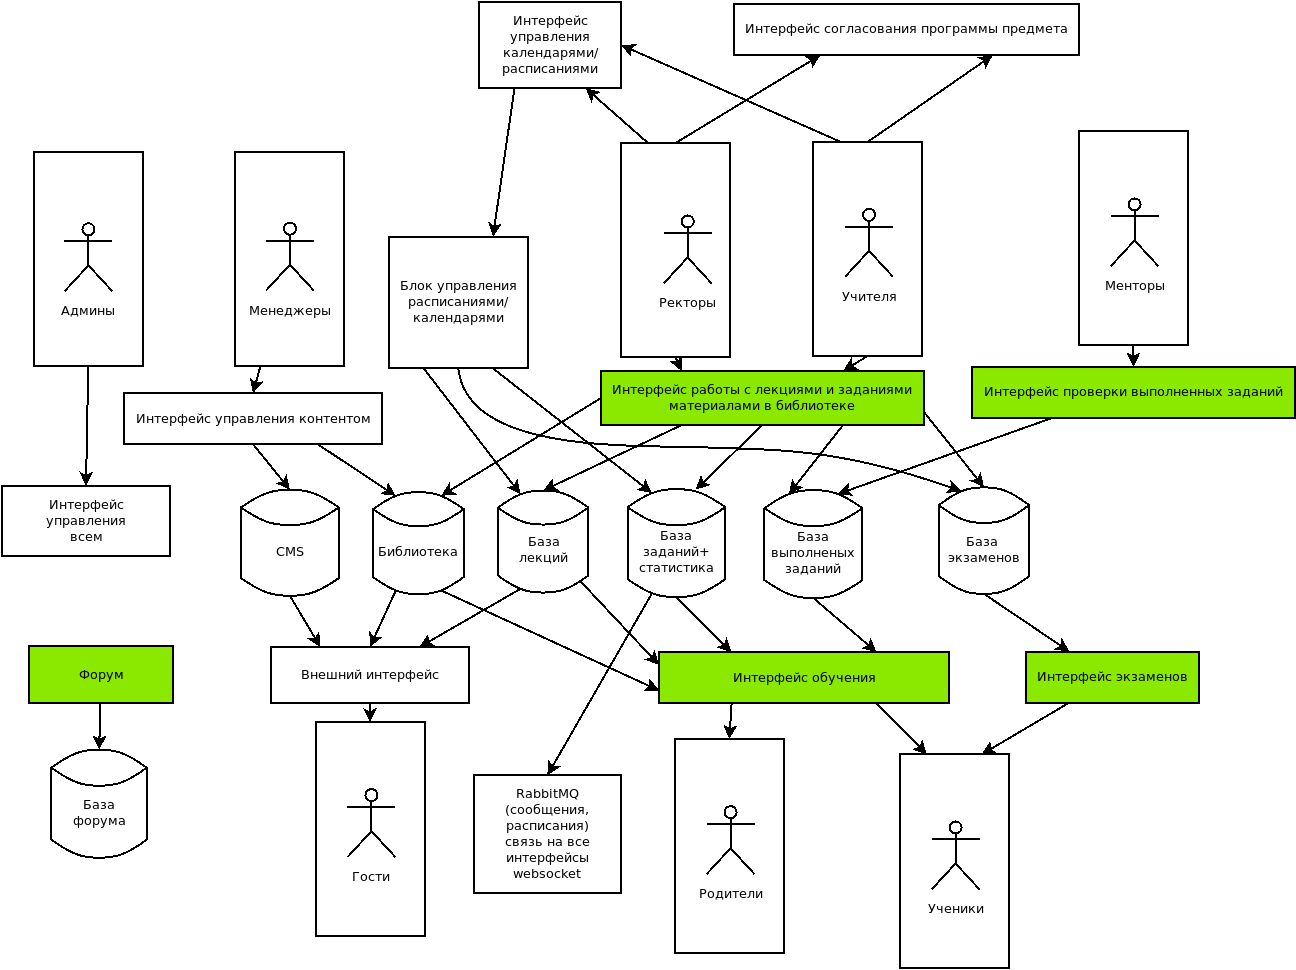 Интерфейс
управления
календарями/
расписаниями
Интерфейс согласования программы предмета
Админы
Менеджеры
Блок управления
расписаниями/
календарями
Ректоры
Учителя
Менторы
Интерфейс управления контентом
Интерфейс работы с лекциями и заданиями
материалами в библиотеке
Интерфейс проверки выполненных заданий
Интерфейс
управления
всем
CMS
Библиотека
База
лекций
База
заданий+
статистика
База
выполненых
заданий
База
экзаменов
Форум
Внешний интерфейс
Интерфейс обучения
Интерфейс экзаменов
База
форума
Гости
RabbitMQ
(сообщения,
расписания)
связь на все
интерфейсы
websocket
Родители
Ученики